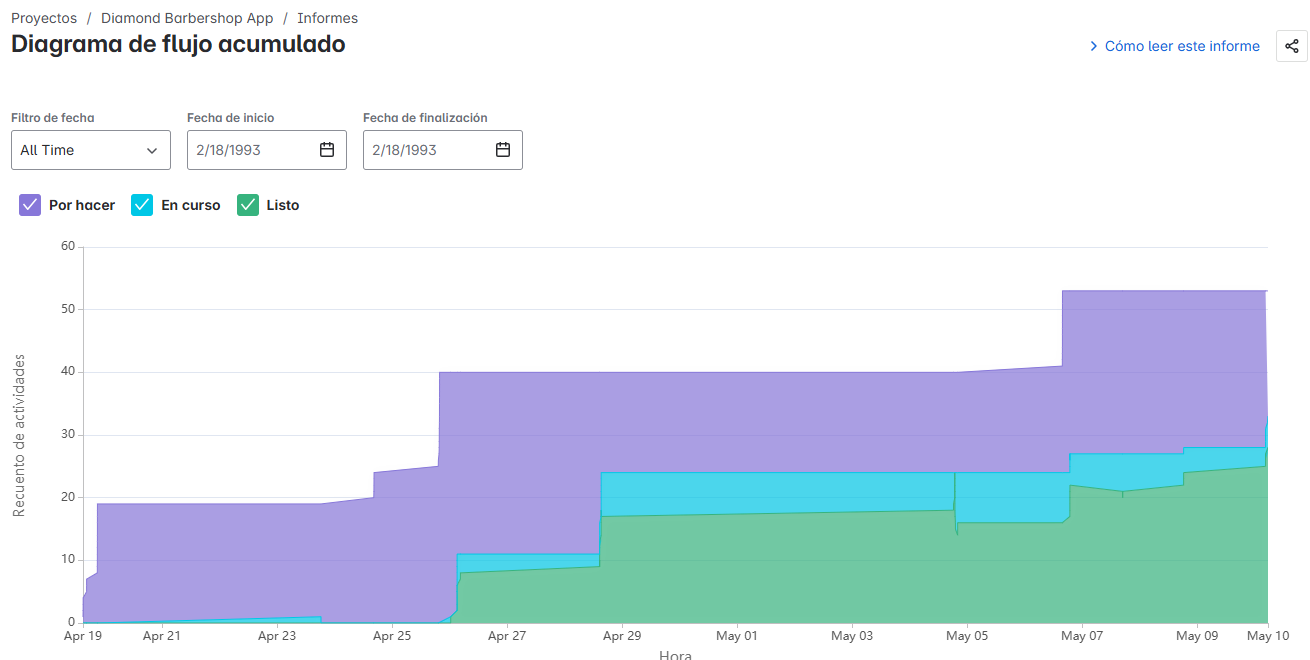 Proyectos / Diamond Barbershop App / Informes
Diagrama de flujo acumulado
Cómo leer este informe
Filtro de fecha Fecha de inicio Fecha de finalización
All Time 2/18/1993 2/18/1993
Por hacer En curso Listo
60
50
40
30
20
10
0
Recuento de actividades
Apr 19 Apr 21 Apr 23 Apr 25 Apr 27 Apr 29 May 01 May 03 May 05 May 07 May 09 May 10
Hora